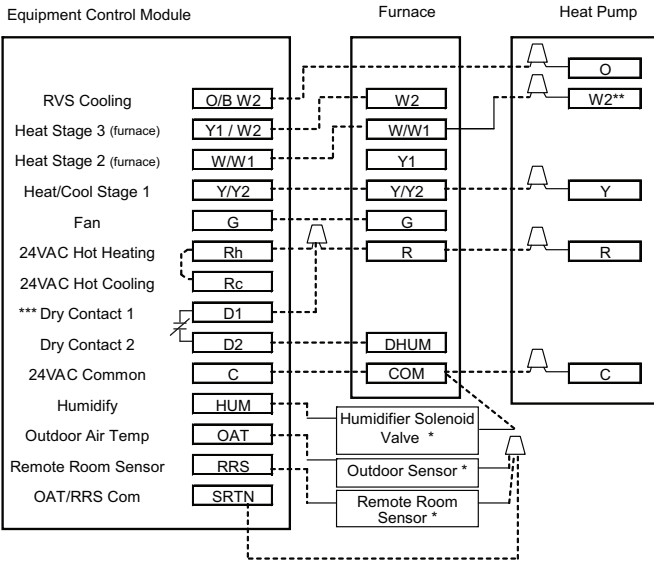 Equipment Control Module Furnace Heat Pump
O
RVS Cooling O/B W2 W2 W2**
Heat Stage 3 (furnace) Y1 / W2 W/W1
Heat Stage 2 (furnace) W/W1 Y1
Heat/Cool Stage 1 Y/Y2 Y/Y2 Y
Fan G G
24VAC Hot Heating Rh R R
24VAC Hot Cooling Rc
*** Dry Contact 1 D1
Dry Contact 2 D2 DHUM
24VAC Common C COM C
Humidify HUM
Humidifier Solenoid
Valve *
Outdoor Air Temp OAT
Outdoor Sensor *
Remote Room Sensor RRS
Remote Room
Sensor *
OAT/RRS Com SRTN